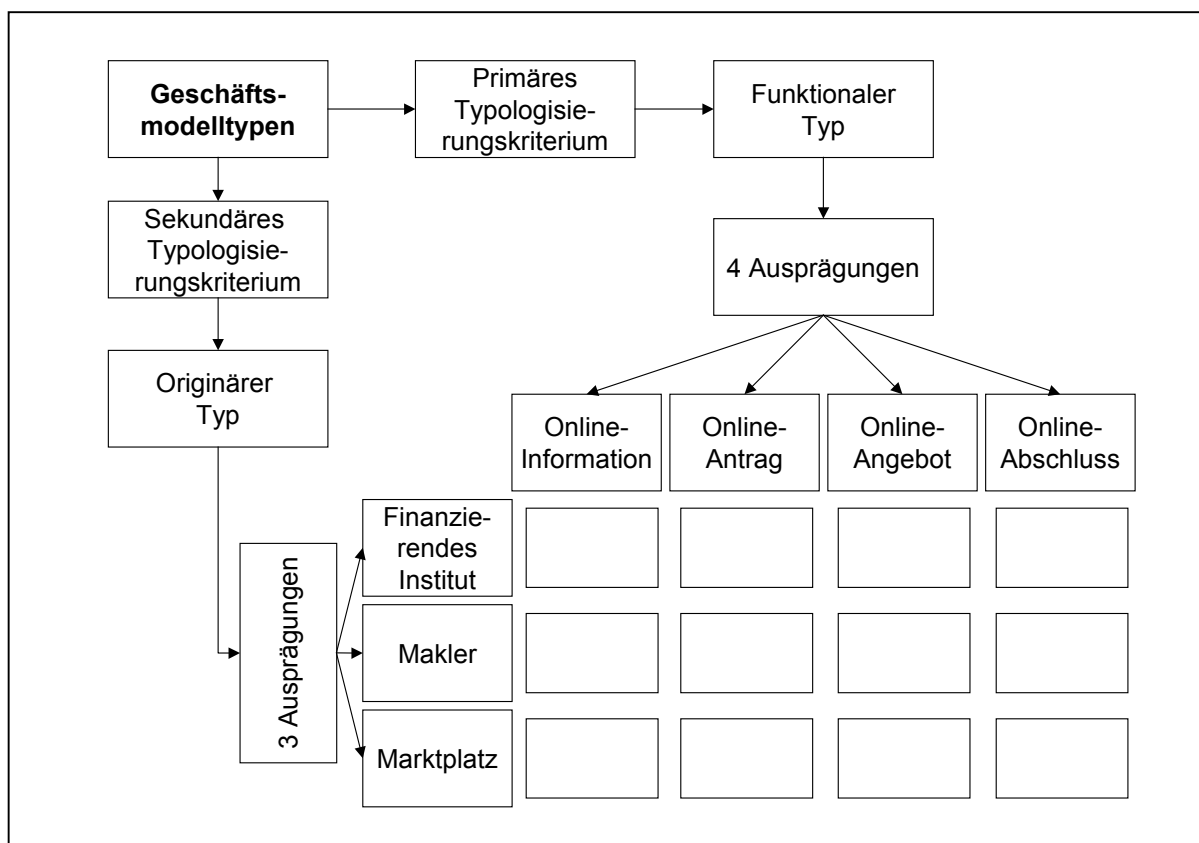 Geschäfts-
modelltypen
Primäres
Typologisie-
rungskriterium
Funktionaler
Typ
Sekundäres
Typologisie-
rungskriterium
4 Ausprägungen
Originärer
Typ
Online-
Information
Online-
Antrag
Online-
Angebot
Online-
Abschluss
3 Ausprägungen
Finanzie-
rendes
Institut
Makler
Marktplatz